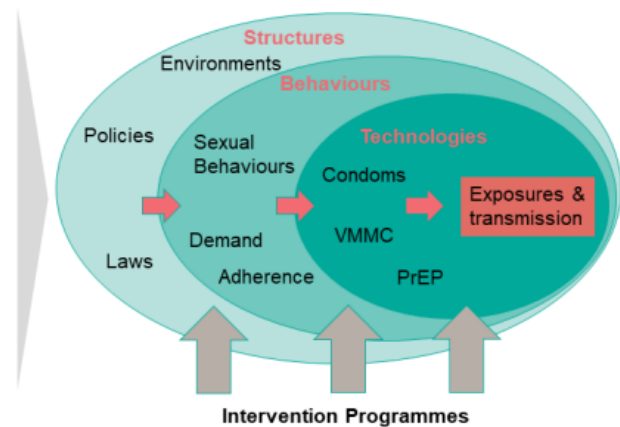 Structures
Environments
Behaviours
Policies
Sexual
Behaviours
Technologies
Condoms
Exposures &
transmission
Demand
VMMC
Laws
Adherence
PrEP
Intervention Programmes